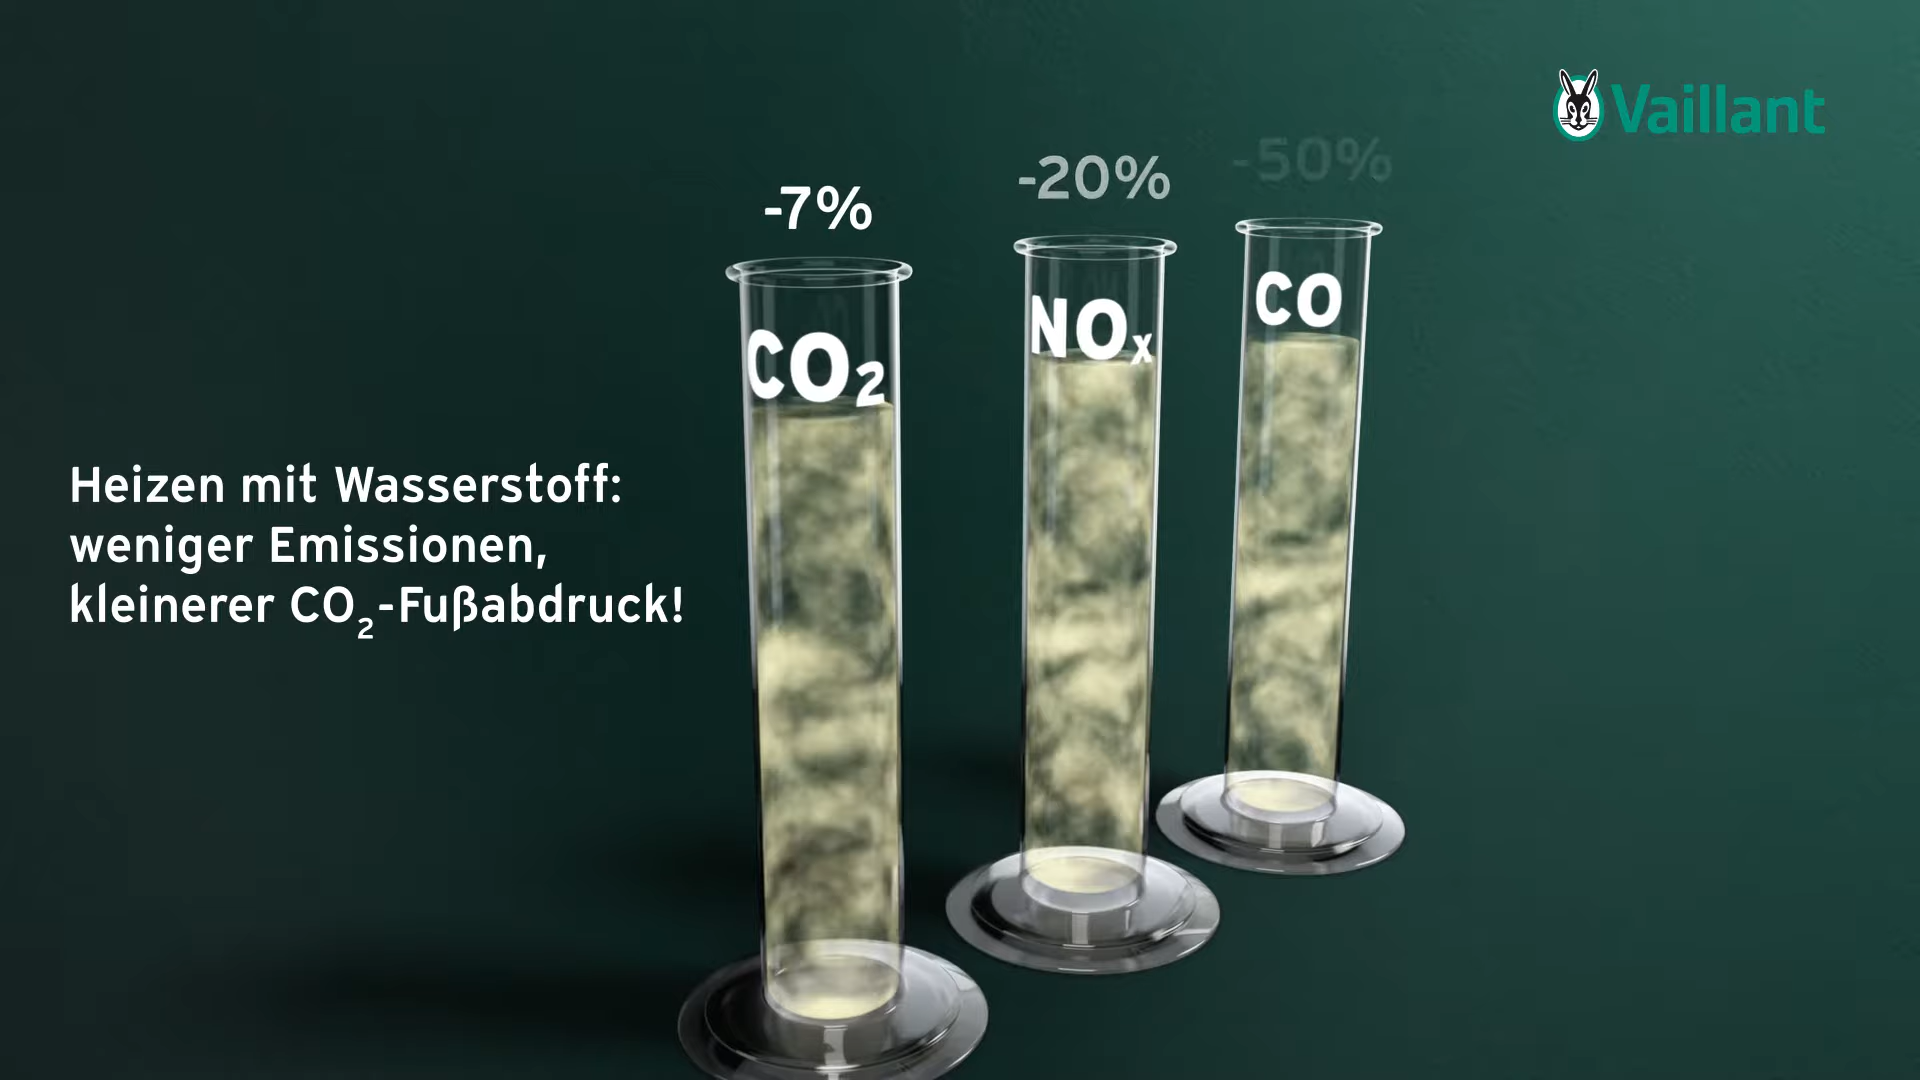 Vaillant
-7%
-20%
-50%
CO₂
NOₓ
CO
Heizen mit Wasserstoff:
weniger Emissionen,
kleinerer CO₂-Fußabdruck!